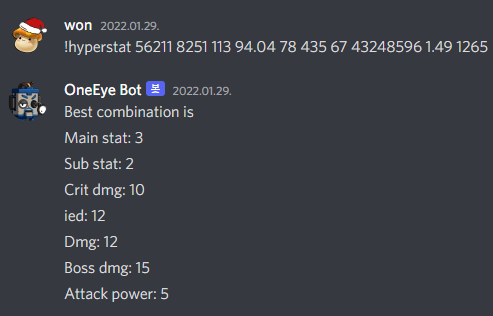 won 2022.01.29.
!hyperstat 56211 8251 113 94.04 78 435 67 43248596 1.49 1265
OneEye Bot 봇 2022.01.29.
Best combination is
Main stat: 3
Sub stat: 2
Crit dmg: 10
ied: 12
Dmg: 12
Boss dmg: 15
Attack power: 5